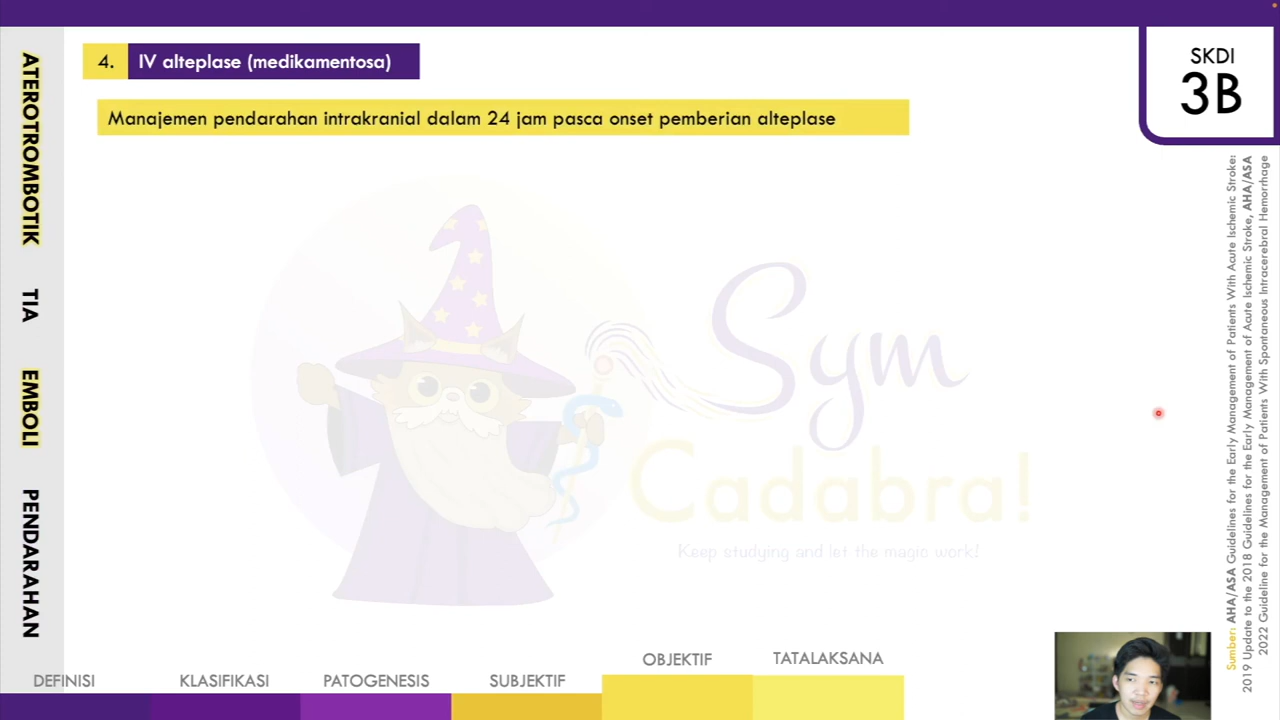 4. IV alteplase (medikamentosa)
Manajemen pendarahan intrakranial dalam 24 jam pasca onset pemberian alteplase
SKDI
3B
ATEROTROMBOTIK
TIA
EMBOLI
PENDARAHAN
Sym
Cadabra!
Keep studying and let the magic work!
Sumber: AHA/ASA Guidelines for the Early Management of Patients With Acute Ischemic Stroke:
2019 Update to the 2018 Guidelines for the Early Management of Acute Ischemic Stroke, AHA/ASA
2022 Guideline for the Management of Patients With Spontaneous Intracerebral Hemorrhage
DEFINISI
KLASIFIKASI
PATOGENESIS
SUBJEKTIF
OBJEKTIF
TATALAKSANA